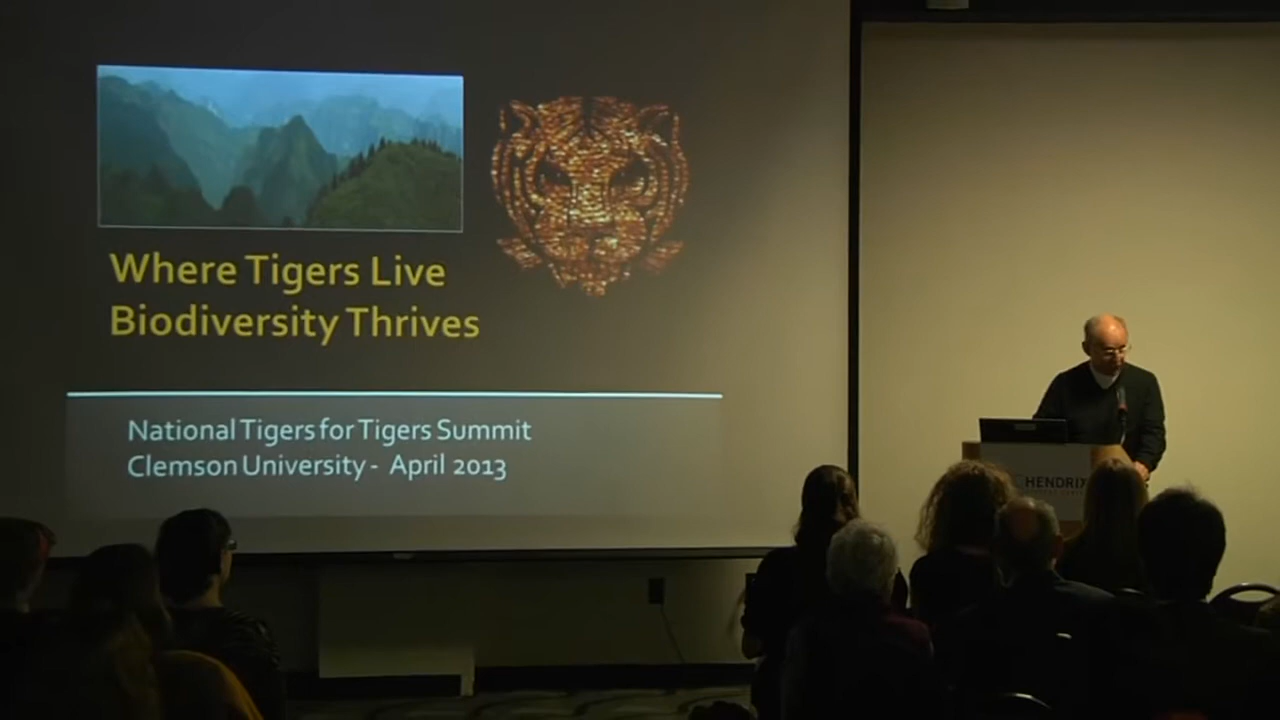 Where Tigers Live
Biodiversity Thrives
National Tigers for Tigers Summit
Clemson University - April 2013
HENDRIX